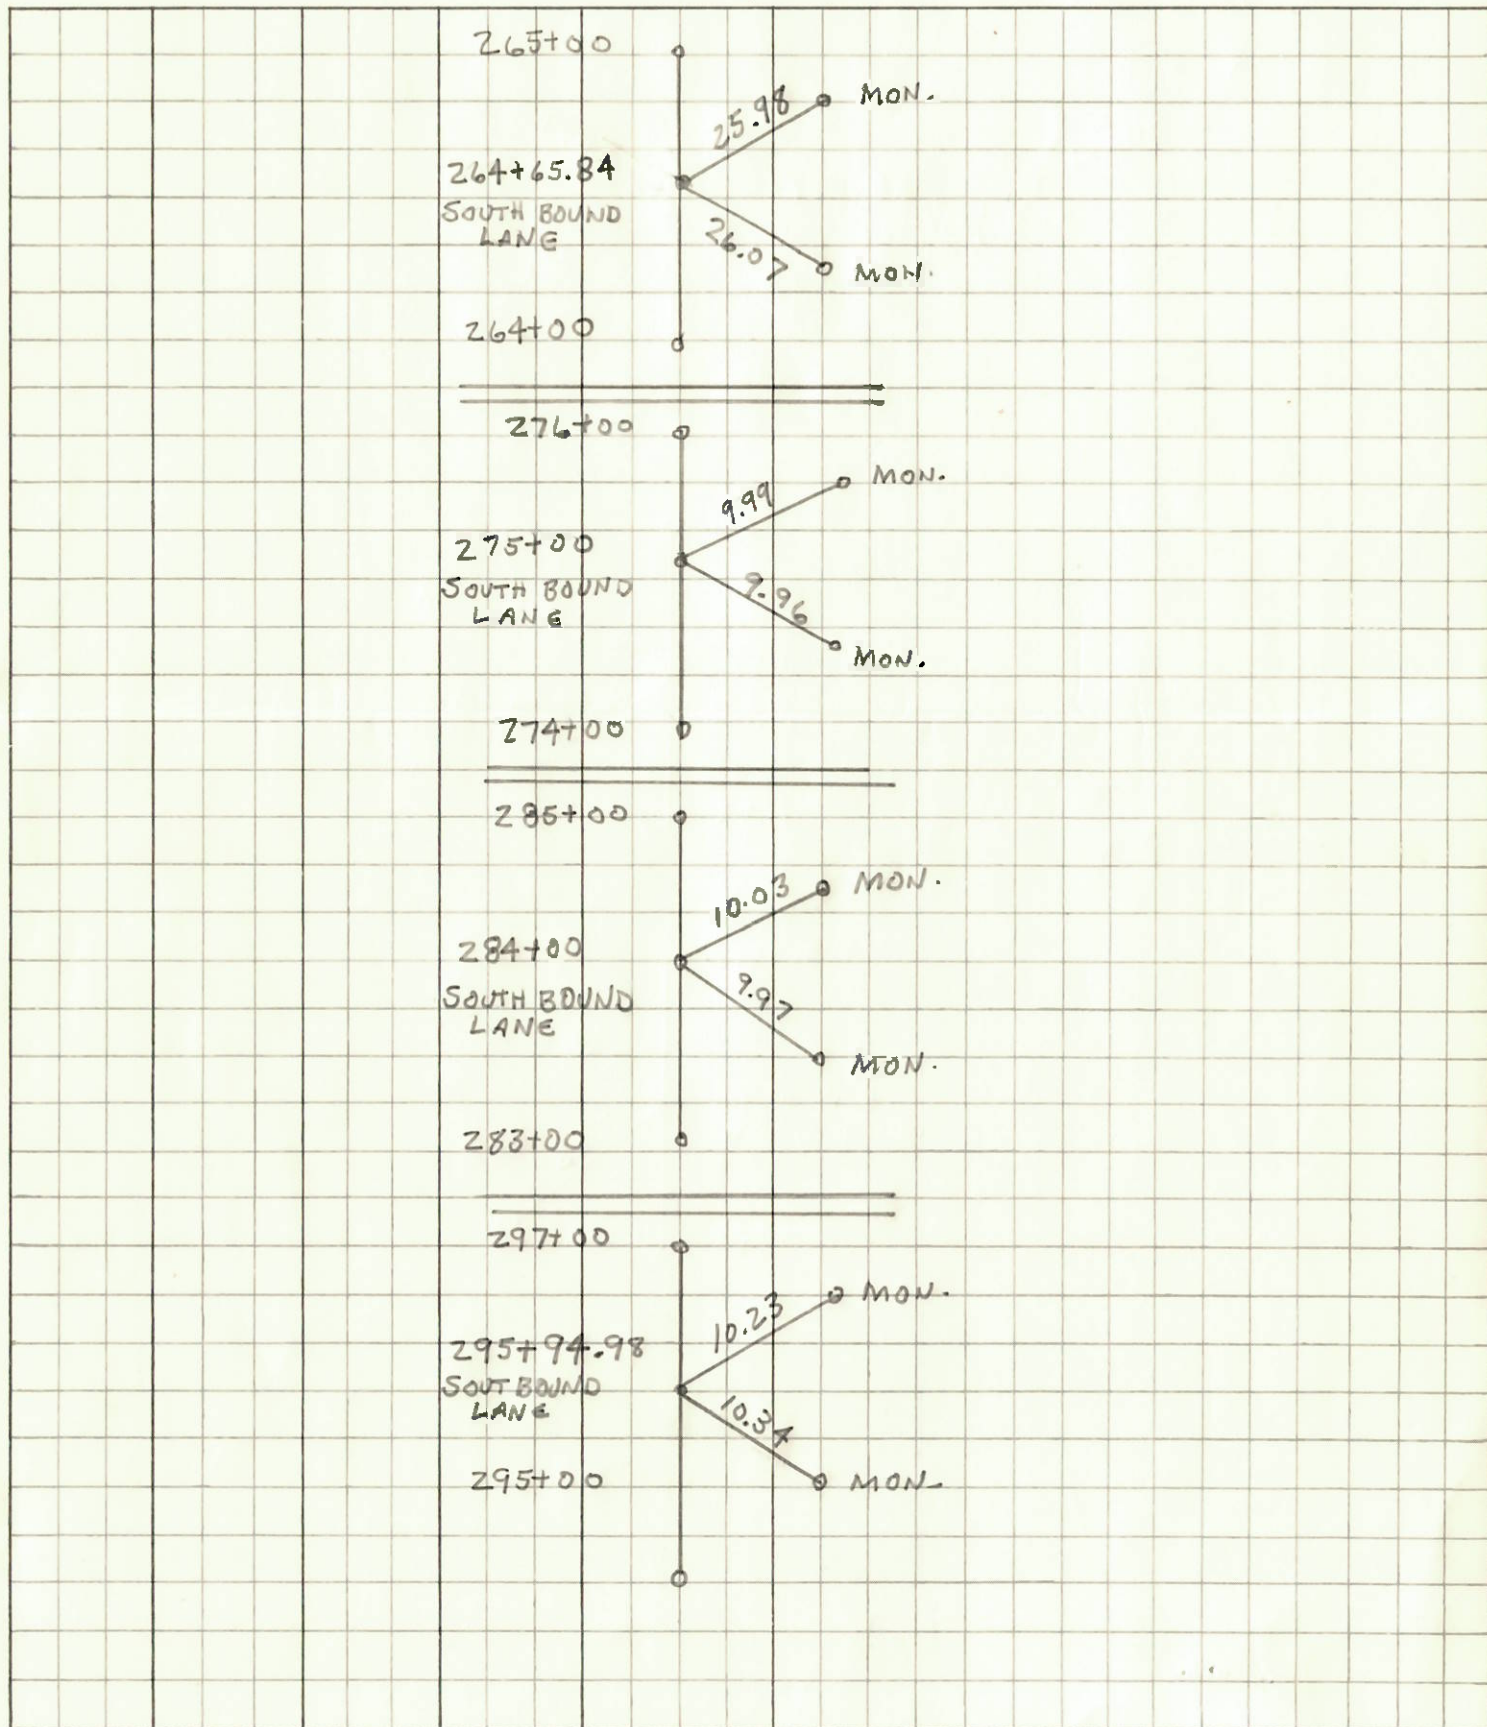 265+00
25.98 MON.
264+65.84
SOUTH BOUND
LANE
26.07 MON.
264+00
276+00
9.99 MON.
275+00
SOUTH BOUND
LANE
9.96 MON.
274+00
285+00
10.03 MON.
284+00
SOUTH BOUND
LANE
9.97 MON.
283+00
297+00
10.23 MON.
295+94.98
SOUT BOUND
LANE
10.34
295+00 MON.